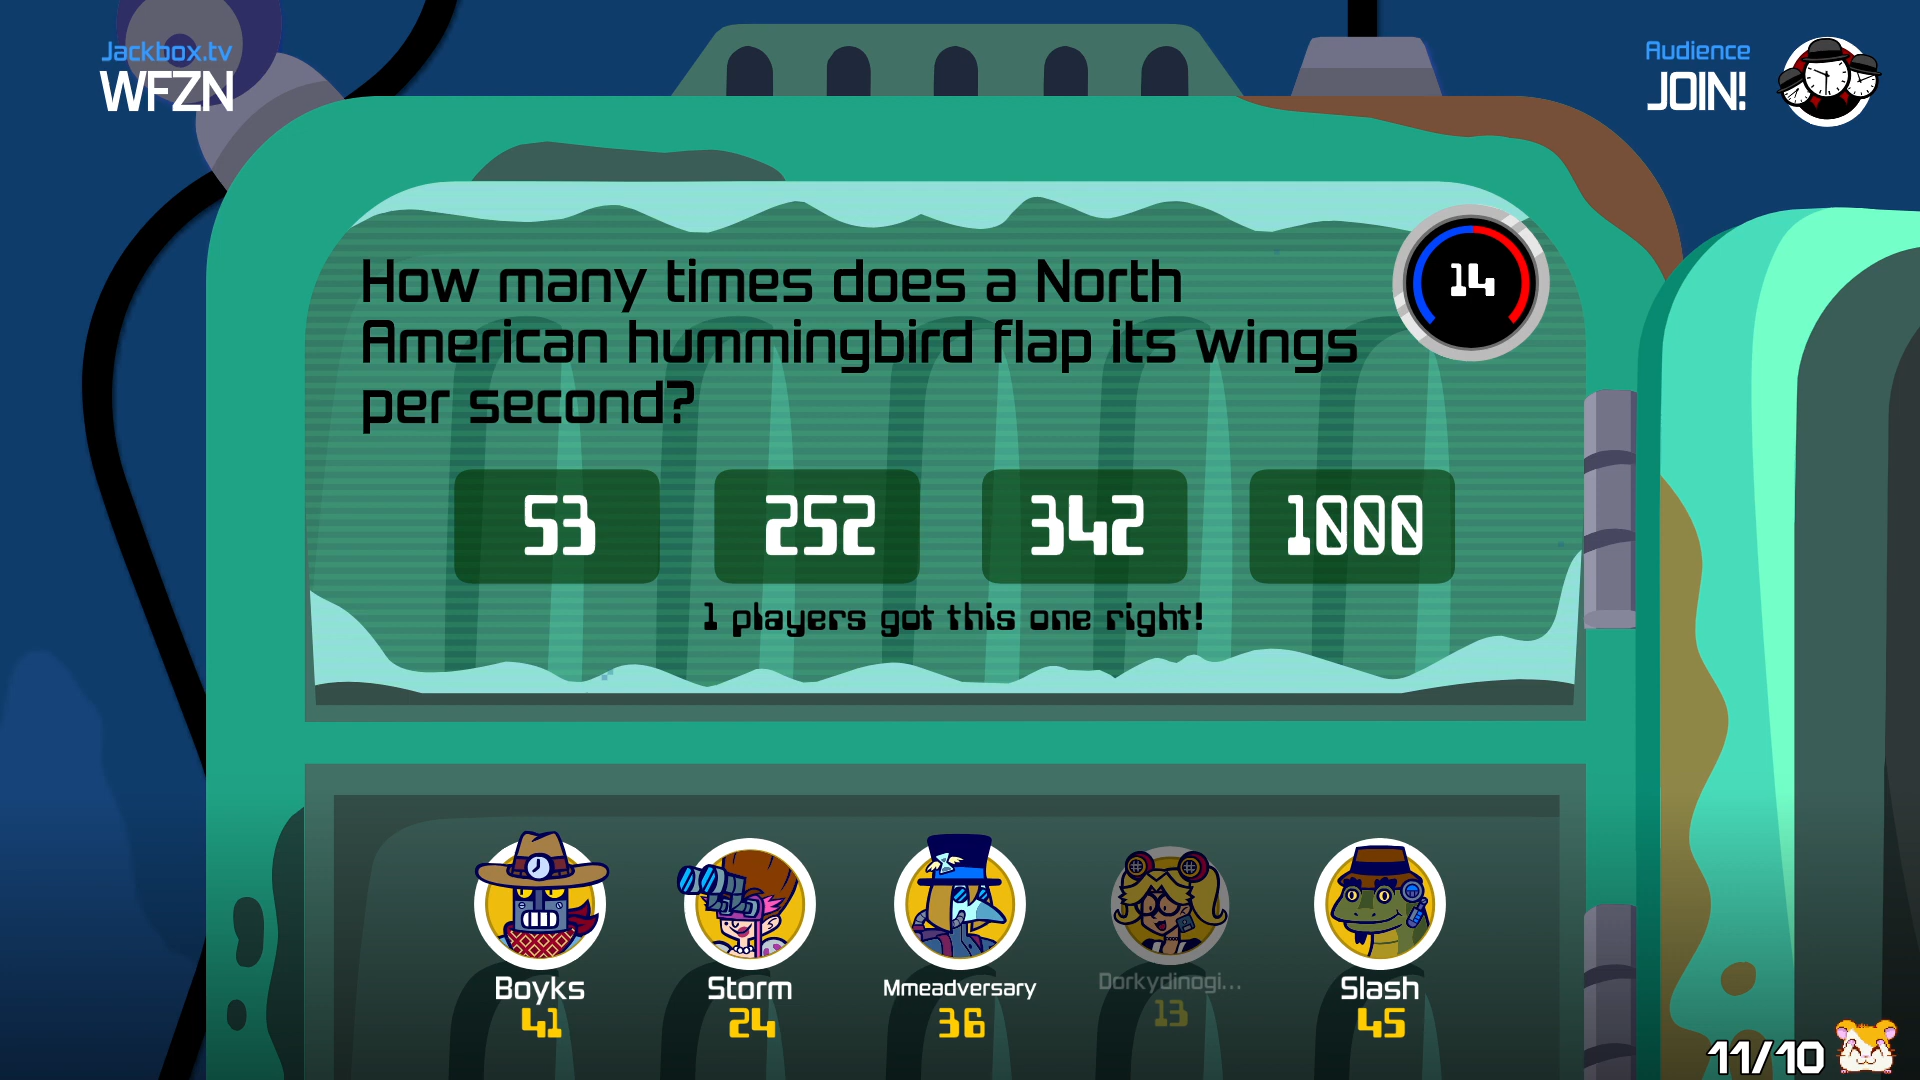 Jackbox.tv
WFZN
Audience
JOIN!
How many times does a North
American hummingbird flap its wings
per second?
14
53 252 342 1000
1 players got this one right!
Boyks Storm Mmeadversary Dorkydinogi... Slash
41 24 36 13 45
11/10